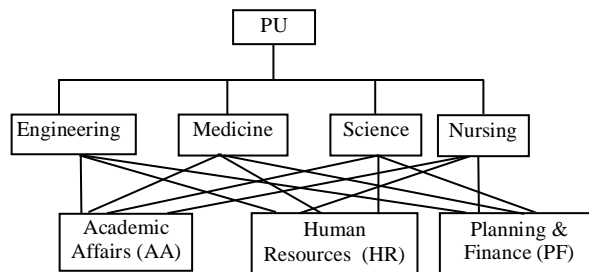 PU
Engineering
Medicine
Science
Nursing
Academic
Affairs (AA)
Human
Resources (HR)
Planning &
Finance (PF)